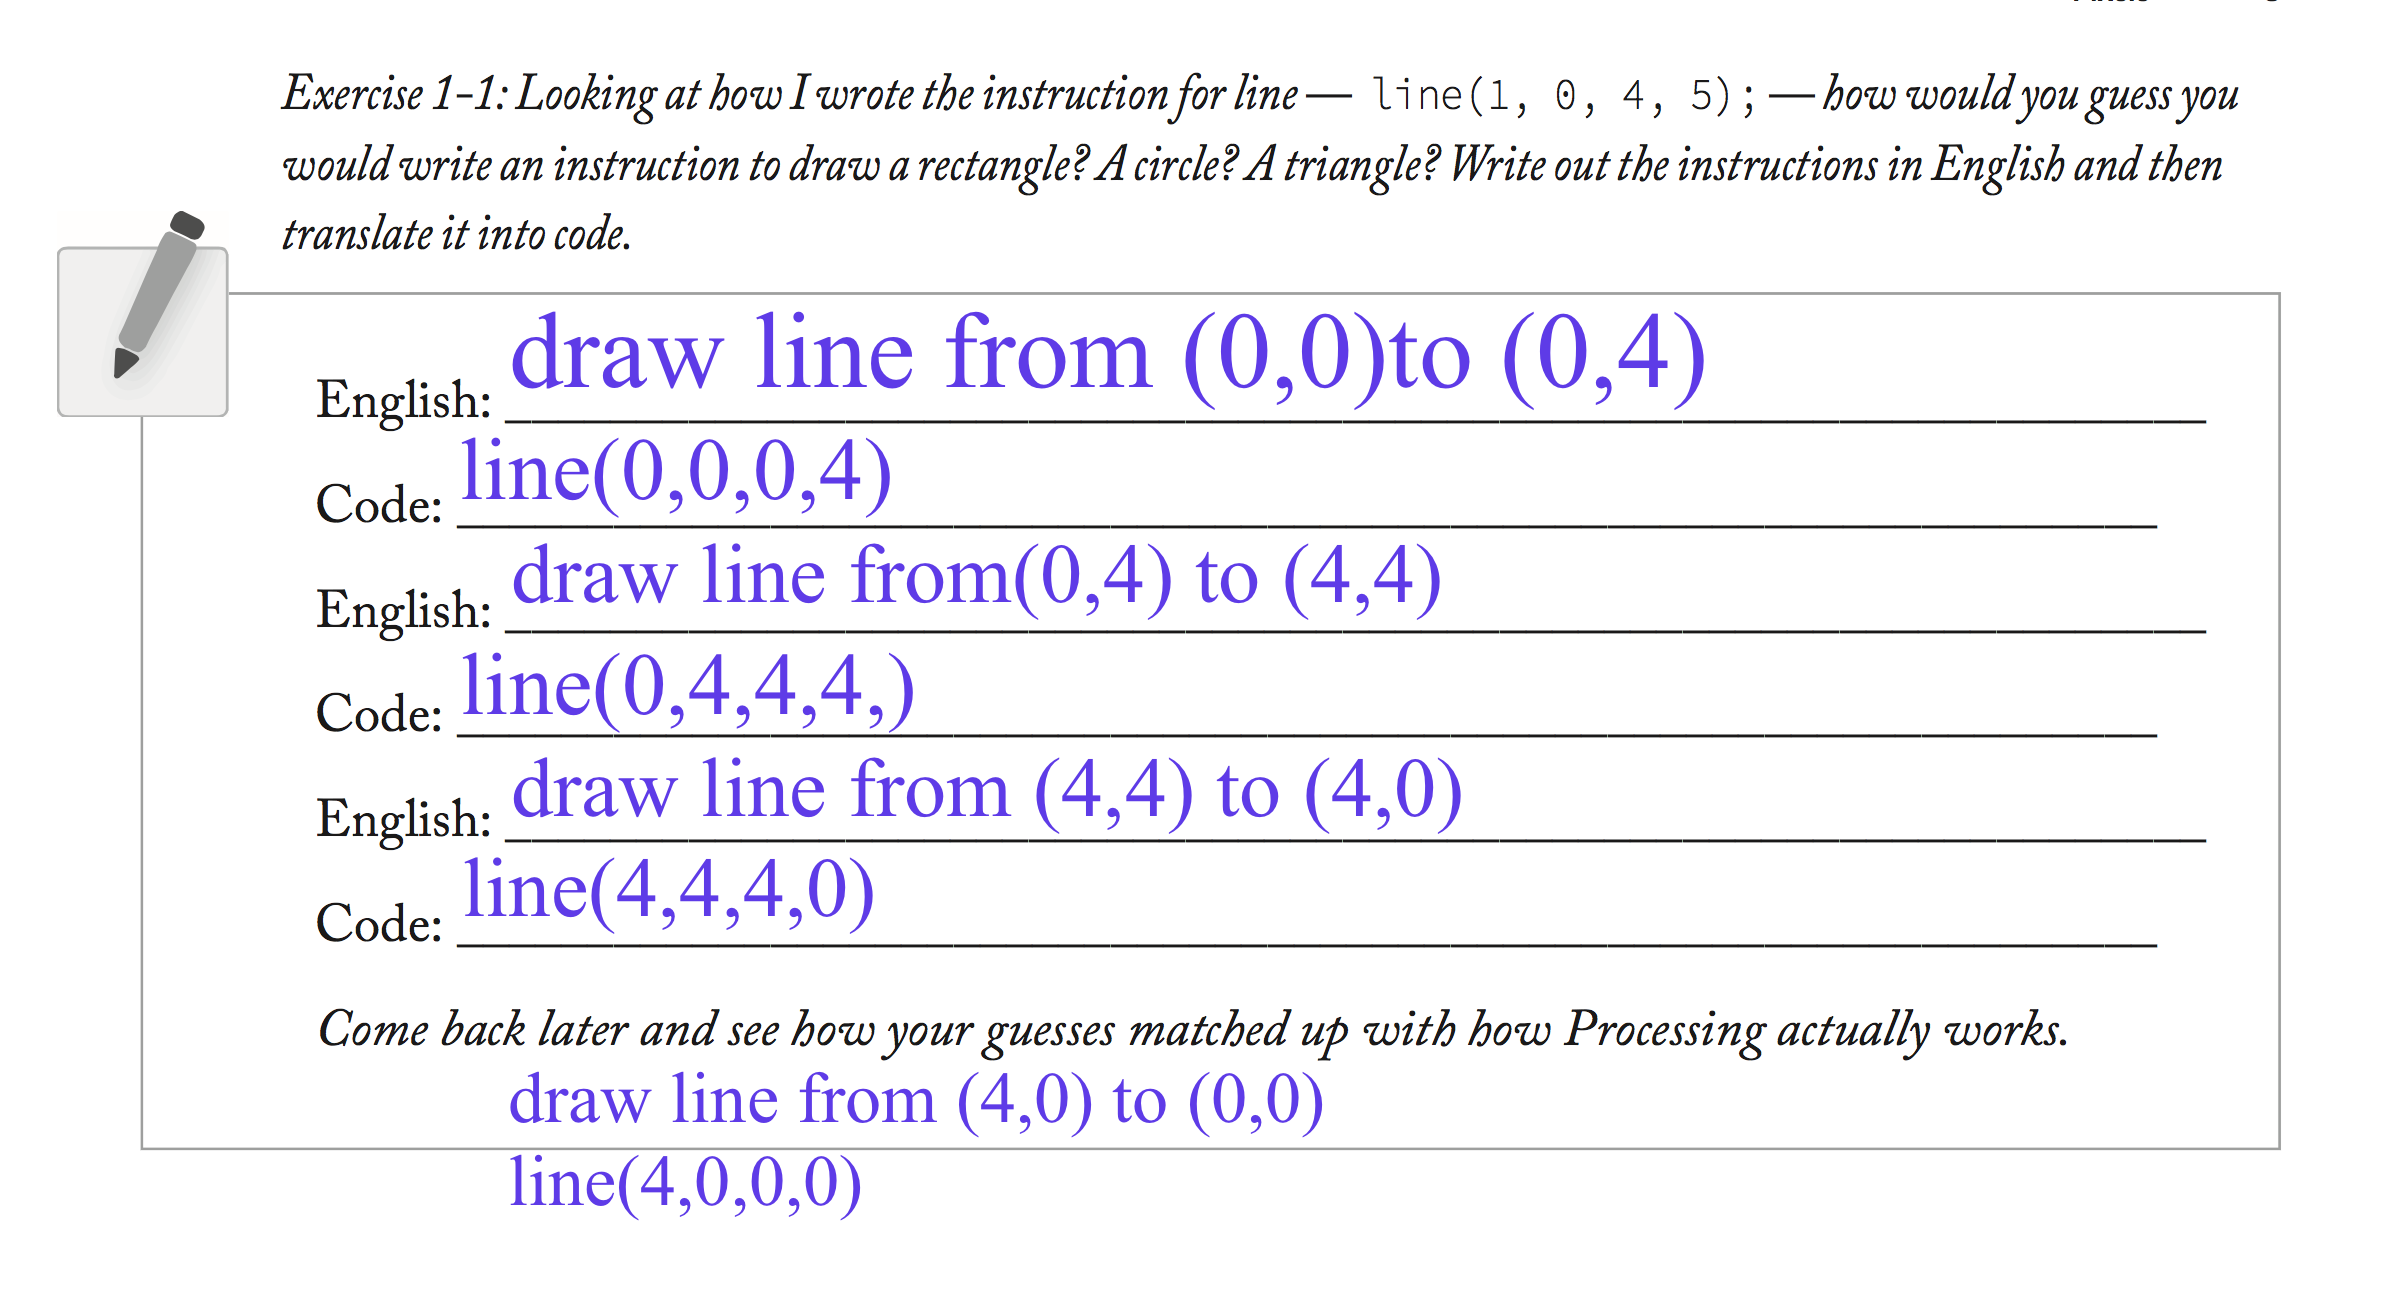 Exercise 1-1: Looking at how I wrote the instruction for line — line(1, 0, 4, 5); — how would you guess you
would write an instruction to draw a rectangle? A circle? A triangle? Write out the instructions in English and then
translate it into code.
English: draw line from (0,0)to (0,4)
Code: line(0,0,0,4)
English: draw line from(0,4) to (4,4)
Code: line(0,4,4,4,)
English: draw line from (4,4) to (4,0)
Code: line(4,4,4,0)
Come back later and see how your guesses matched up with how Processing actually works.
draw line from (4,0) to (0,0)
line(4,0,0,0)